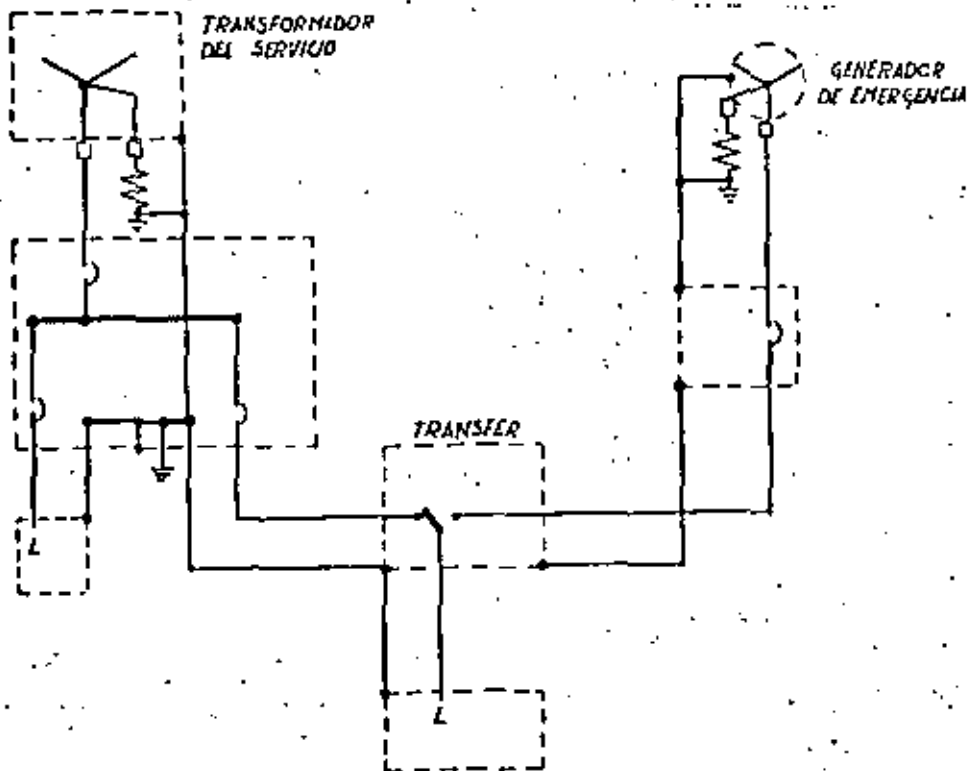 TRANSFORMADOR
DEL SERVICIO
GENERADOR
DE EMERGENCIA
TRANSFER
L
L